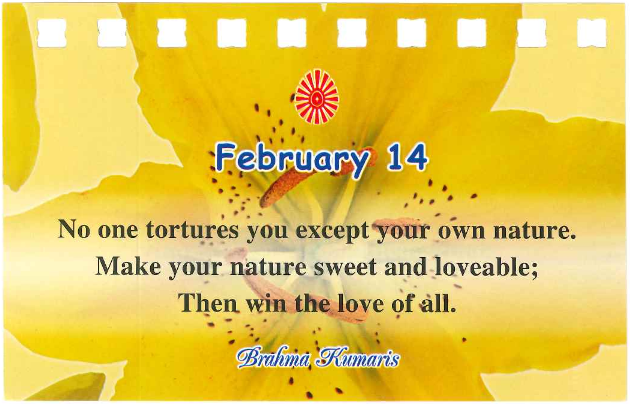 February 14
No one tortures you except your own nature.
Make your nature sweet and loveable;
Then win the love of all.
Brahma Kumaris